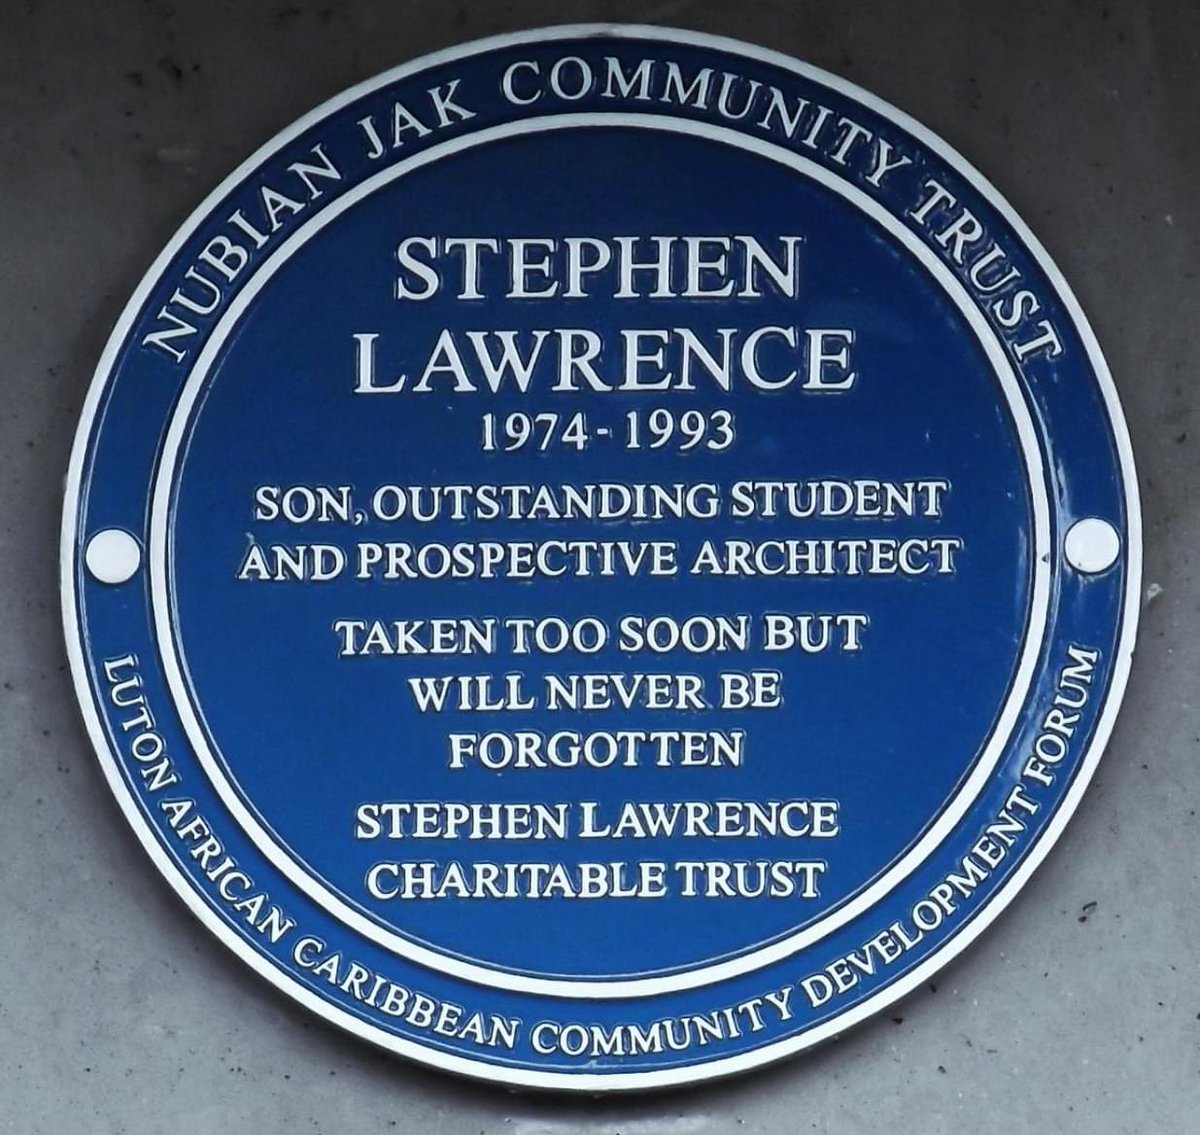 NUBIAN JAK COMMUNITY TRUST
STEPHEN
LAWRENCE
1974 - 1993
SON, OUTSTANDING STUDENT
AND PROSPECTIVE ARCHITECT
TAKEN TOO SOON BUT
WILL NEVER BE
FORGOTTEN
STEPHEN LAWRENCE
CHARITABLE TRUST
LUTON AFRICAN CARIBBEAN COMMUNITY DEVELOPMENT FORUM